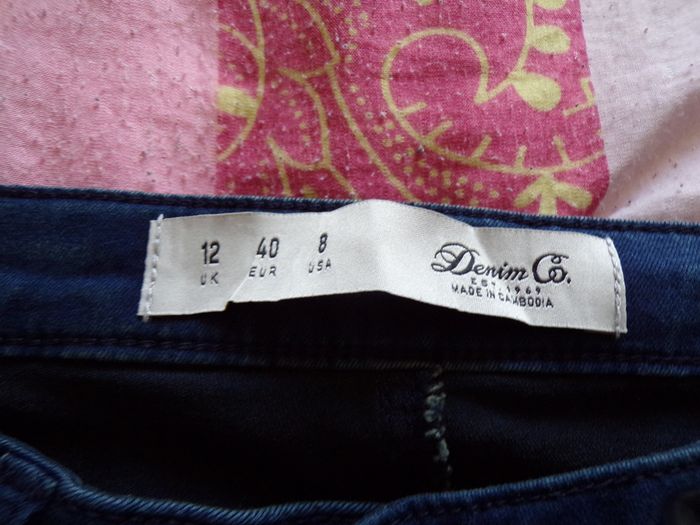 12 40 8
UK EUR USA
Denim Co.
EST. 1969
MADE IN CAMBODIA